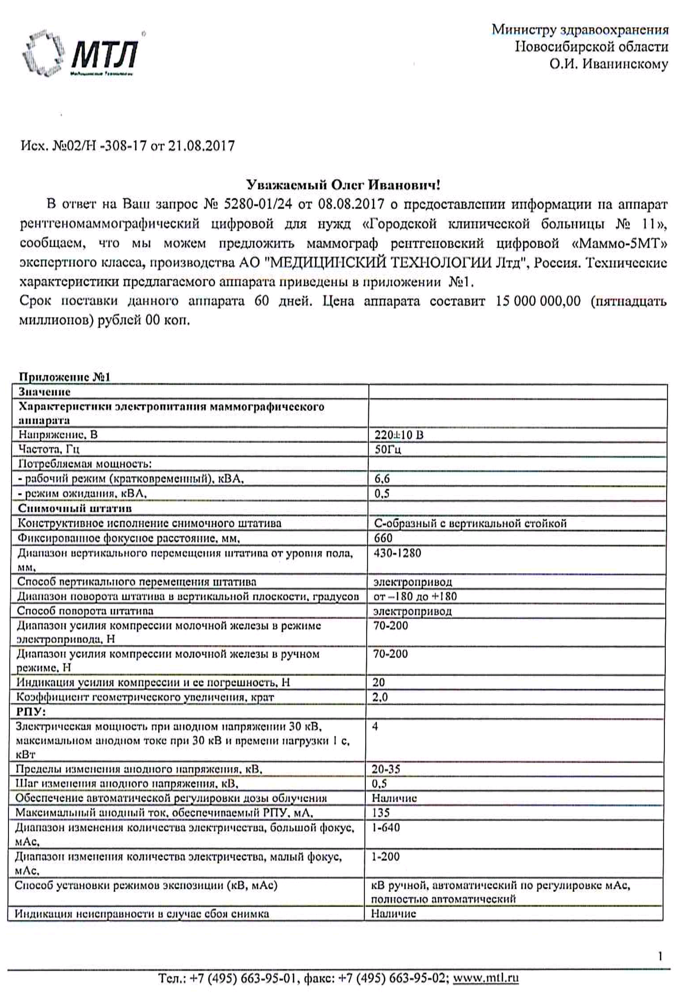 МТЛ
®
Медицинские Технологии
Министру здравоохранения
Новосибирской области
О.И. Иванинскому
Исх. №02/Н -308-17 от 21.08.2017
Уважаемый Олег Иванович!
В ответ на Ваш запрос № 5280-01/24 от 08.08.2017 о предоставлении информации на аппарат
рентгеномаммографический цифровой для нужд «Городской клинической больницы № 11»,
сообщаем, что мы можем предложить маммограф рентгеновский цифровой «Маммо-5МТ»
экспертного класса, производства АО "МЕДИЦИНСКИЙ ТЕХНОЛОГИИ Лтд", Россия. Технические
характеристики предлагаемого аппарата приведены в приложении №1.
Срок поставки данного аппарата 60 дней. Цена аппарата составит 15 000 000,00 (пятнадцать
миллионов) рублей 00 коп.
Приложение №1
Значение
Характеристики электропитания маммографического
аппарата
Напряжение, В 220±10 В
Частота, Гц 50Гц
Потребляемая мощность:
- рабочий режим (кратковременный), кВА, 6,6
- режим ожидания, кВА, 0,5
Снимочный штатив
Конструктивное исполнение снимочного штатива С-образный с вертикальной стойкой
Фиксированное фокусное расстояние, мм, 660
Диапазон вертикального перемещения штатива от уровня пола, 430-1280
мм,
Способ вертикального перемещения штатива электропривод
Диапазон поворота штатива в вертикальной плоскости, градусов от –180 до +180
Способ поворота штатива электропривод
Диапазон усилия компрессии молочной железы в режиме 70-200
электропривода, Н
Диапазон усилия компрессии молочной железы в ручном 70-200
режиме, Н
Индикация усилия компрессии и ее погрешность, Н 20
Коэффициент геометрического увеличения, крат 2,0
РПУ:
Электрическая мощность при анодном напряжении 30 кВ, 4
максимальном анодном токе при 30 кВ и времени нагрузки 1 с,
кВт
Пределы изменения анодного напряжения, кВ, 20-35
Шаг изменения анодного напряжения, кВ, 0,5
Обеспечение автоматической регулировки дозы облучения Наличие
Максимальный анодный ток, обеспечиваемый РПУ, мА, 135
Диапазон изменения количества электричества, большой фокус, 1-640
мАс,
Диапазон изменения количества электричества, малый фокус, 1-200
мАс,
Способ установки режимов экспозиции (кВ, мАс) кВ ручной, автоматический по регулировке мАс,
полностью автоматический
Индикация неисправности в случае сбоя снимка Наличие
1
Тел.: +7 (495) 663-95-01, факс: +7 (495) 663-95-02; www.mtl.ru